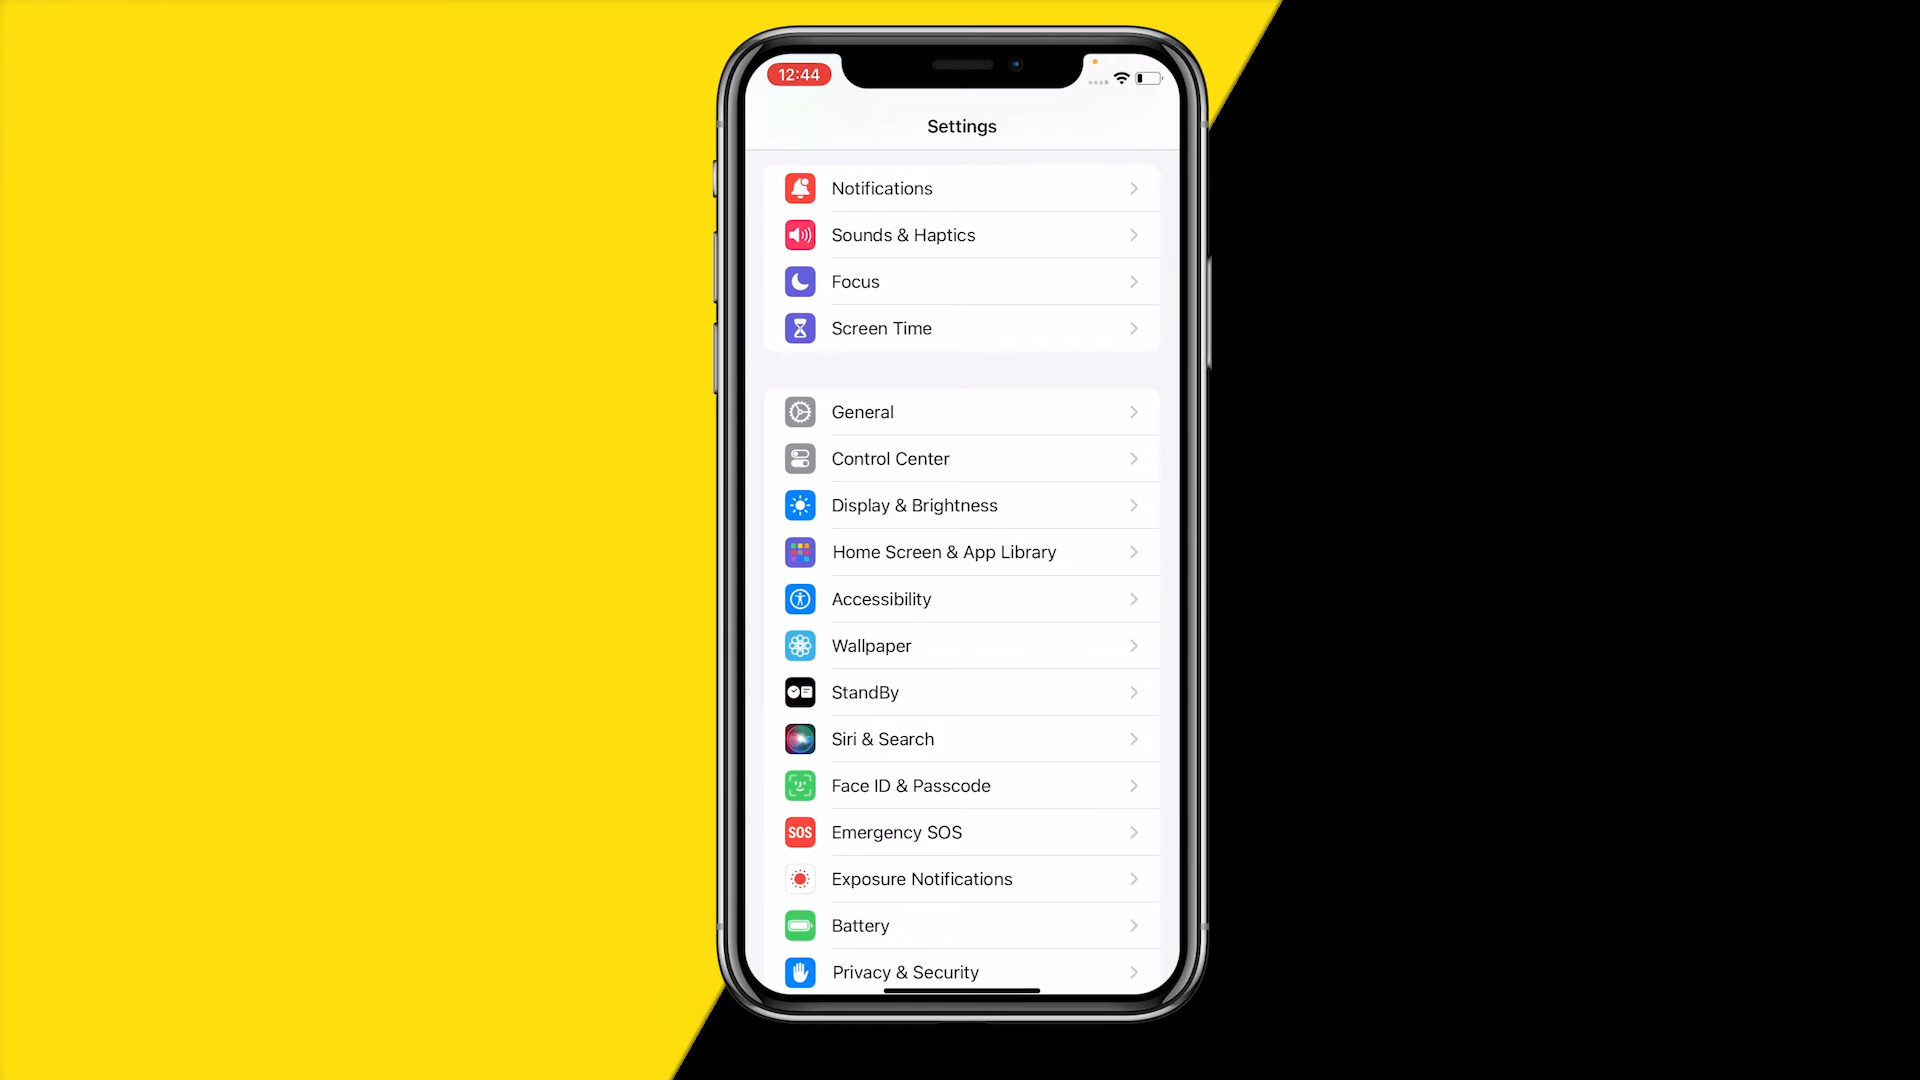 12:44
Settings
Notifications
Sounds & Haptics
Focus
Screen Time
General
Control Center
Display & Brightness
Home Screen & App Library
Accessibility
Wallpaper
StandBy
Siri & Search
Face ID & Passcode
SOS Emergency SOS
Exposure Notifications
Battery
Privacy & Security